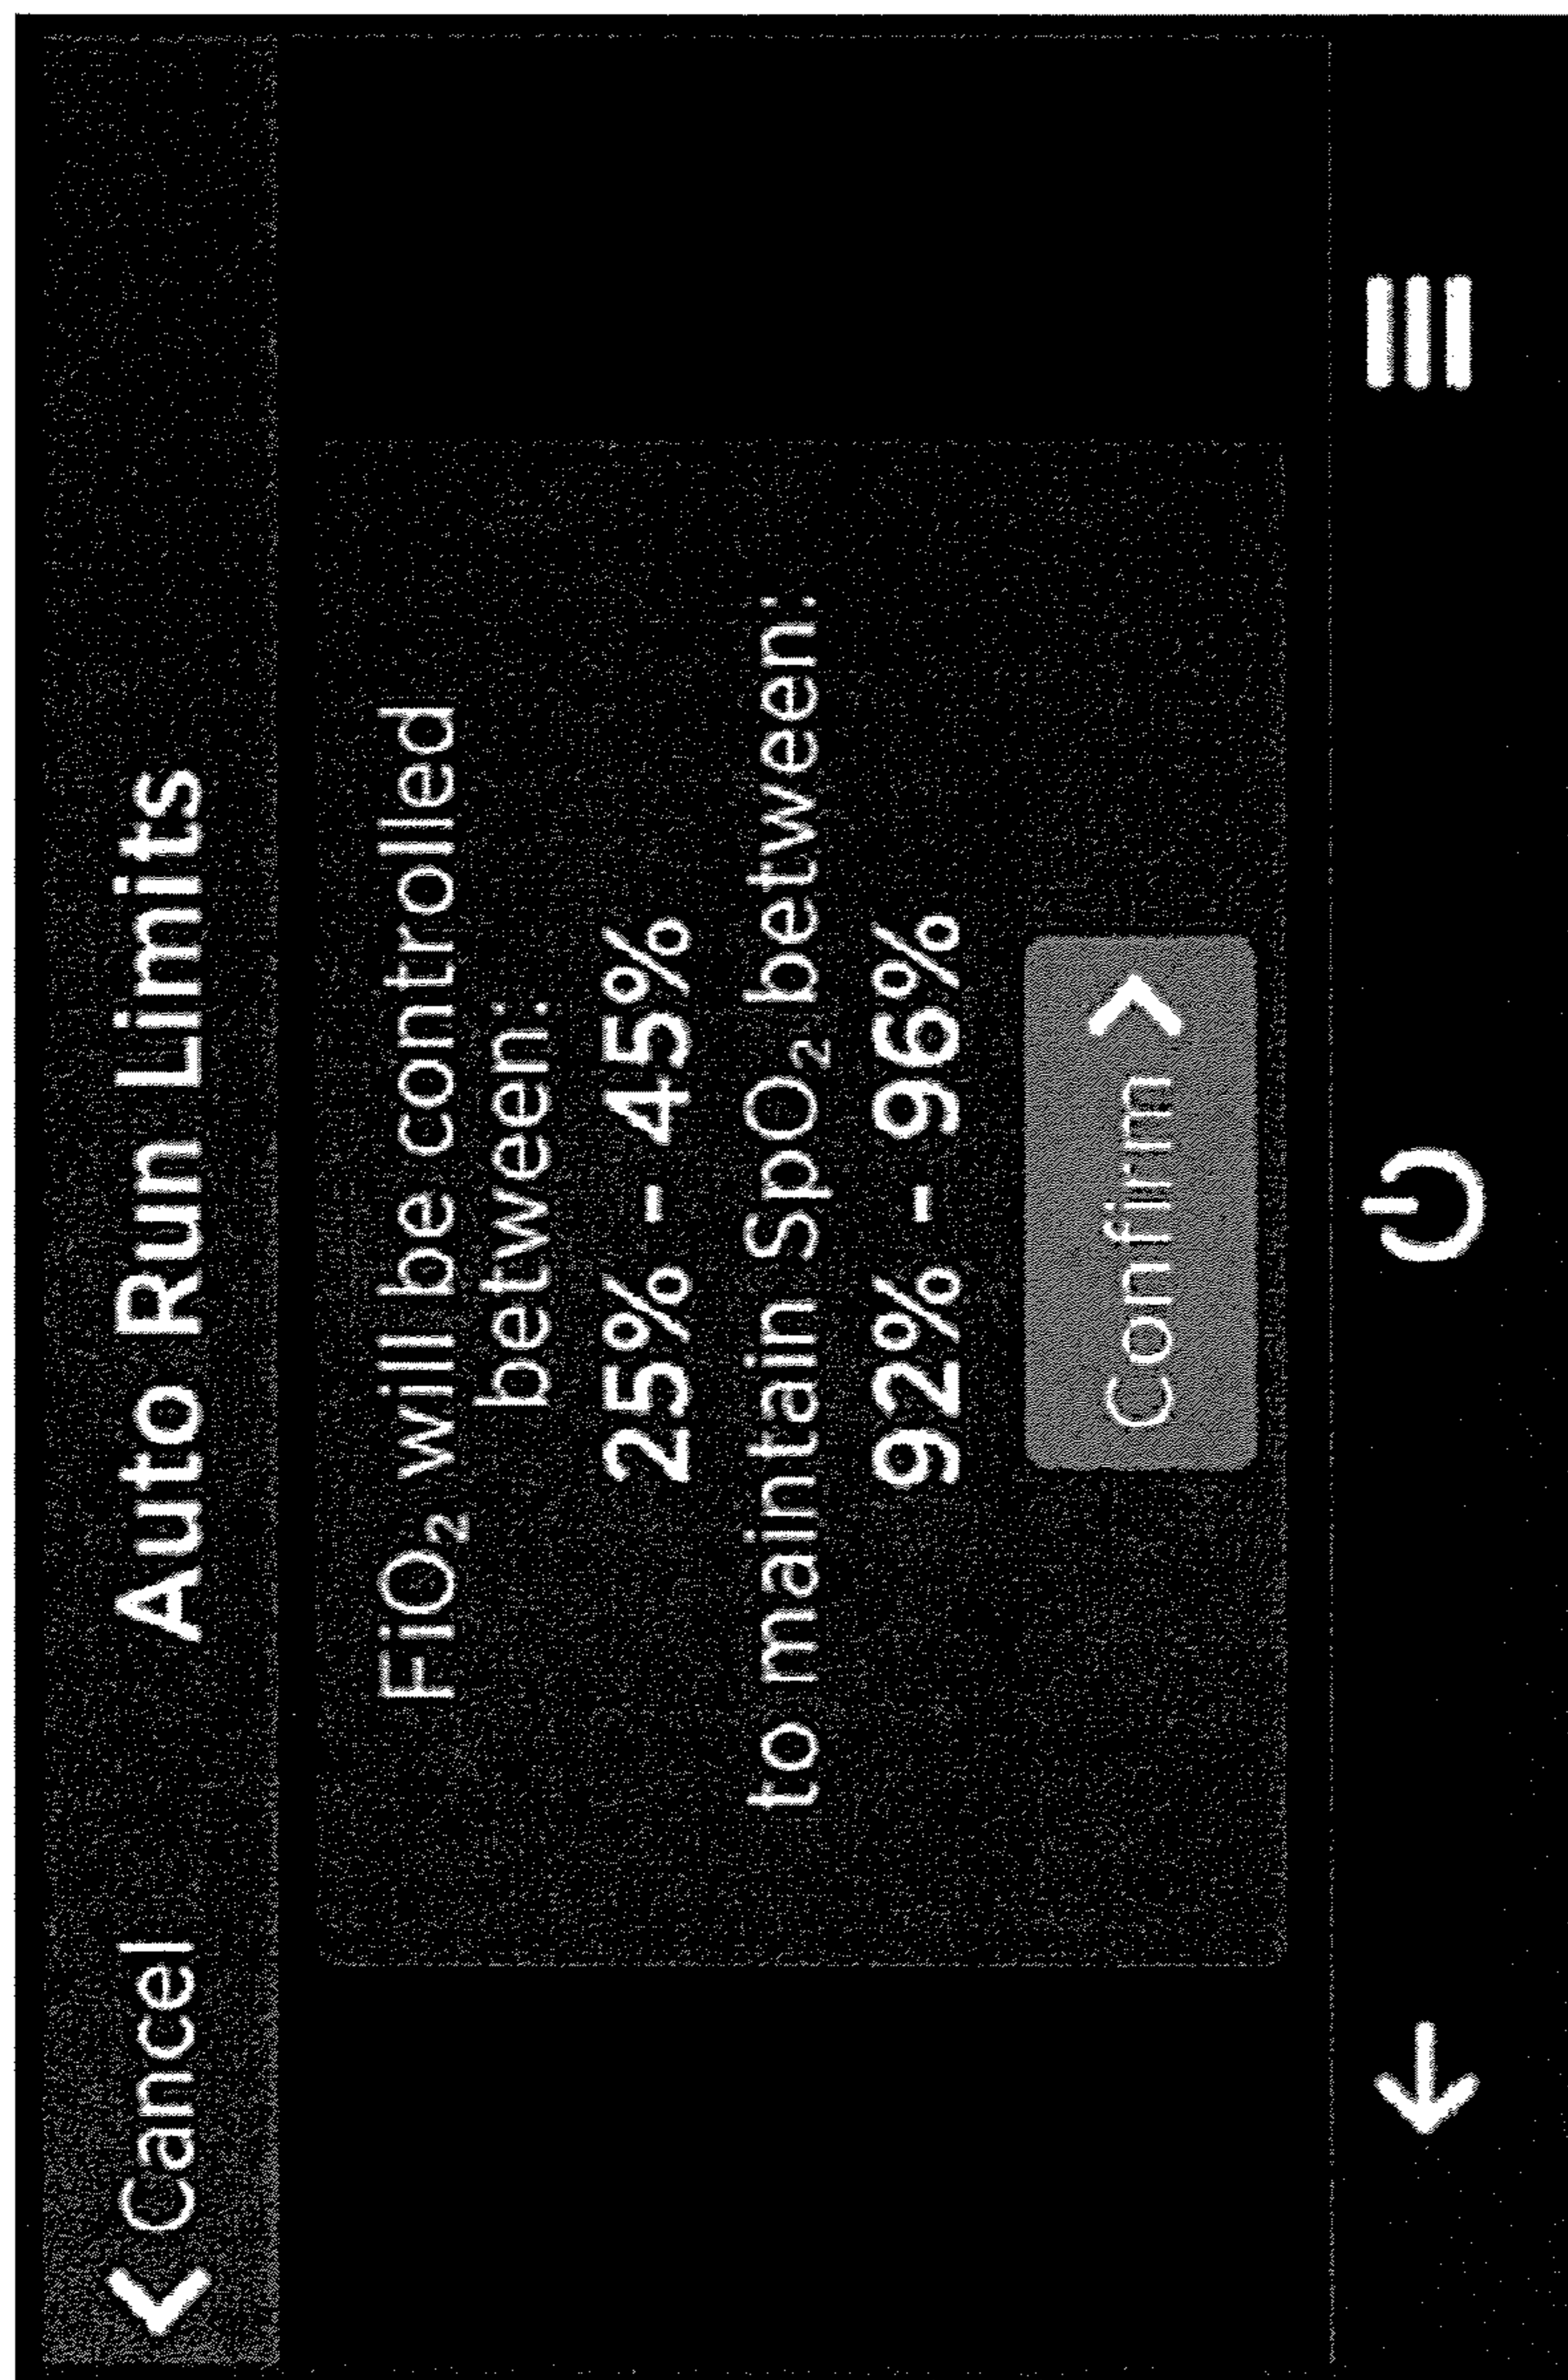 Cancel
Auto Run Limits
FiO₂ will be controlled
between:
25% - 45%
to maintain SpO₂ between:
92% - 96%
Confirm